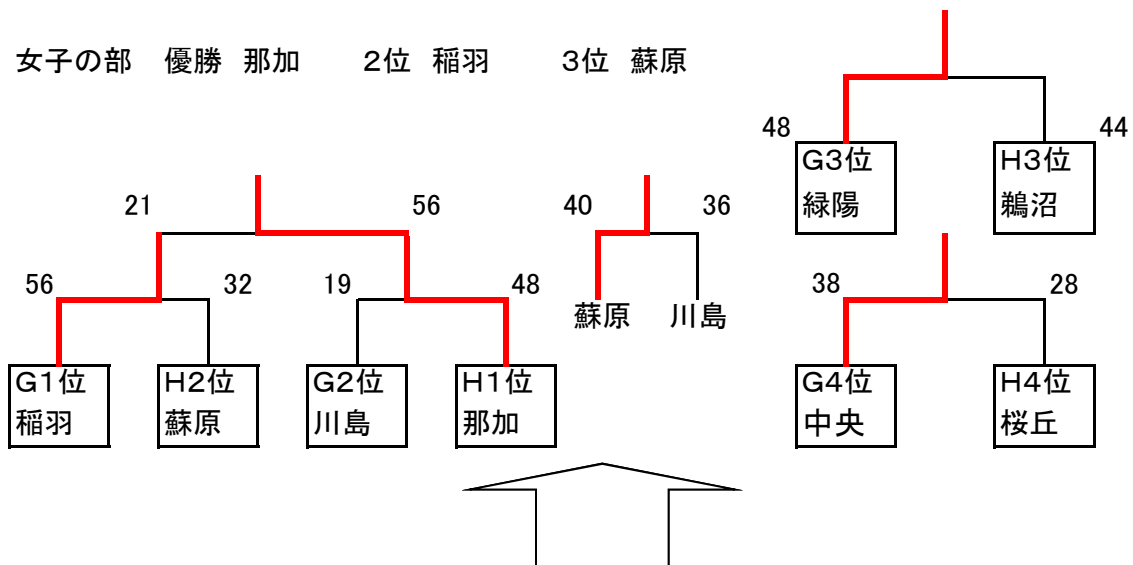 女子の部 優勝 那加 2位 稲羽 3位 蘇原
48 44
G3位 H3位
緑陽 鵜沼
21 56 40 36
56 32 19 48 38 28
蘇原 川島
G1位 H2位 G2位 H1位 G4位 H4位
稲羽 蘇原 川島 那加 中央 桜丘